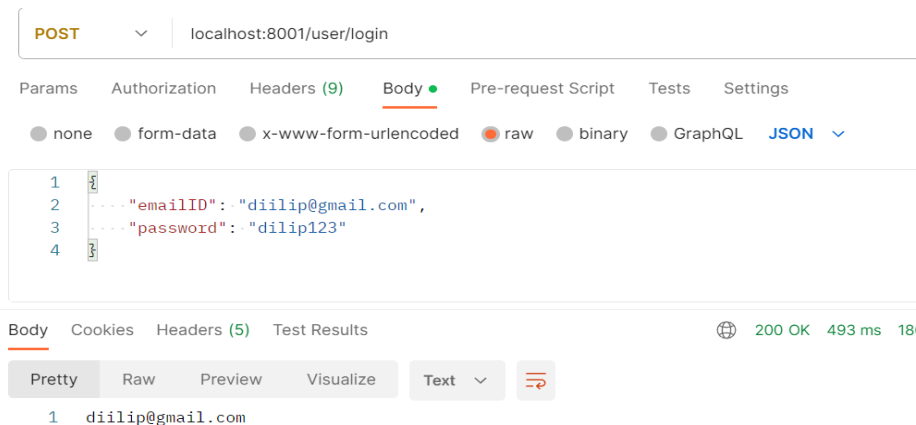 POST localhost:8001/user/login
Params Authorization Headers (9) Body Pre-request Script Tests Settings
none form-data x-www-form-urlencoded raw binary GraphQL JSON
1 {
2 "emailID": "diilip@gmail.com",
3 "password": "dilip123"
4 }
Body Cookies Headers (5) Test Results 200 OK 493 ms
Pretty Raw Preview Visualize Text
1 diilip@gmail.com